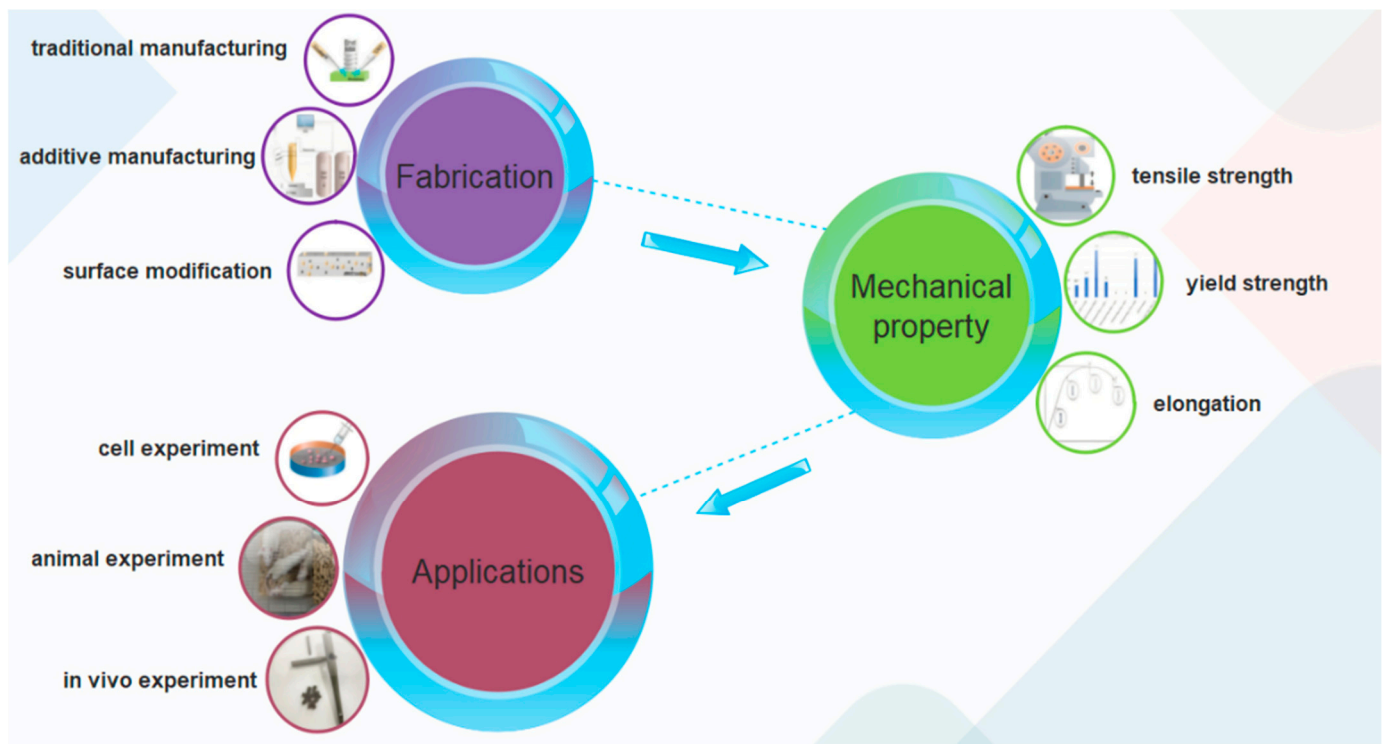 traditional manufacturing
additive manufacturing
surface modification
Fabrication
Mechanical
property
tensile strength
yield strength
elongation
cell experiment
animal experiment
in vivo experiment
Applications